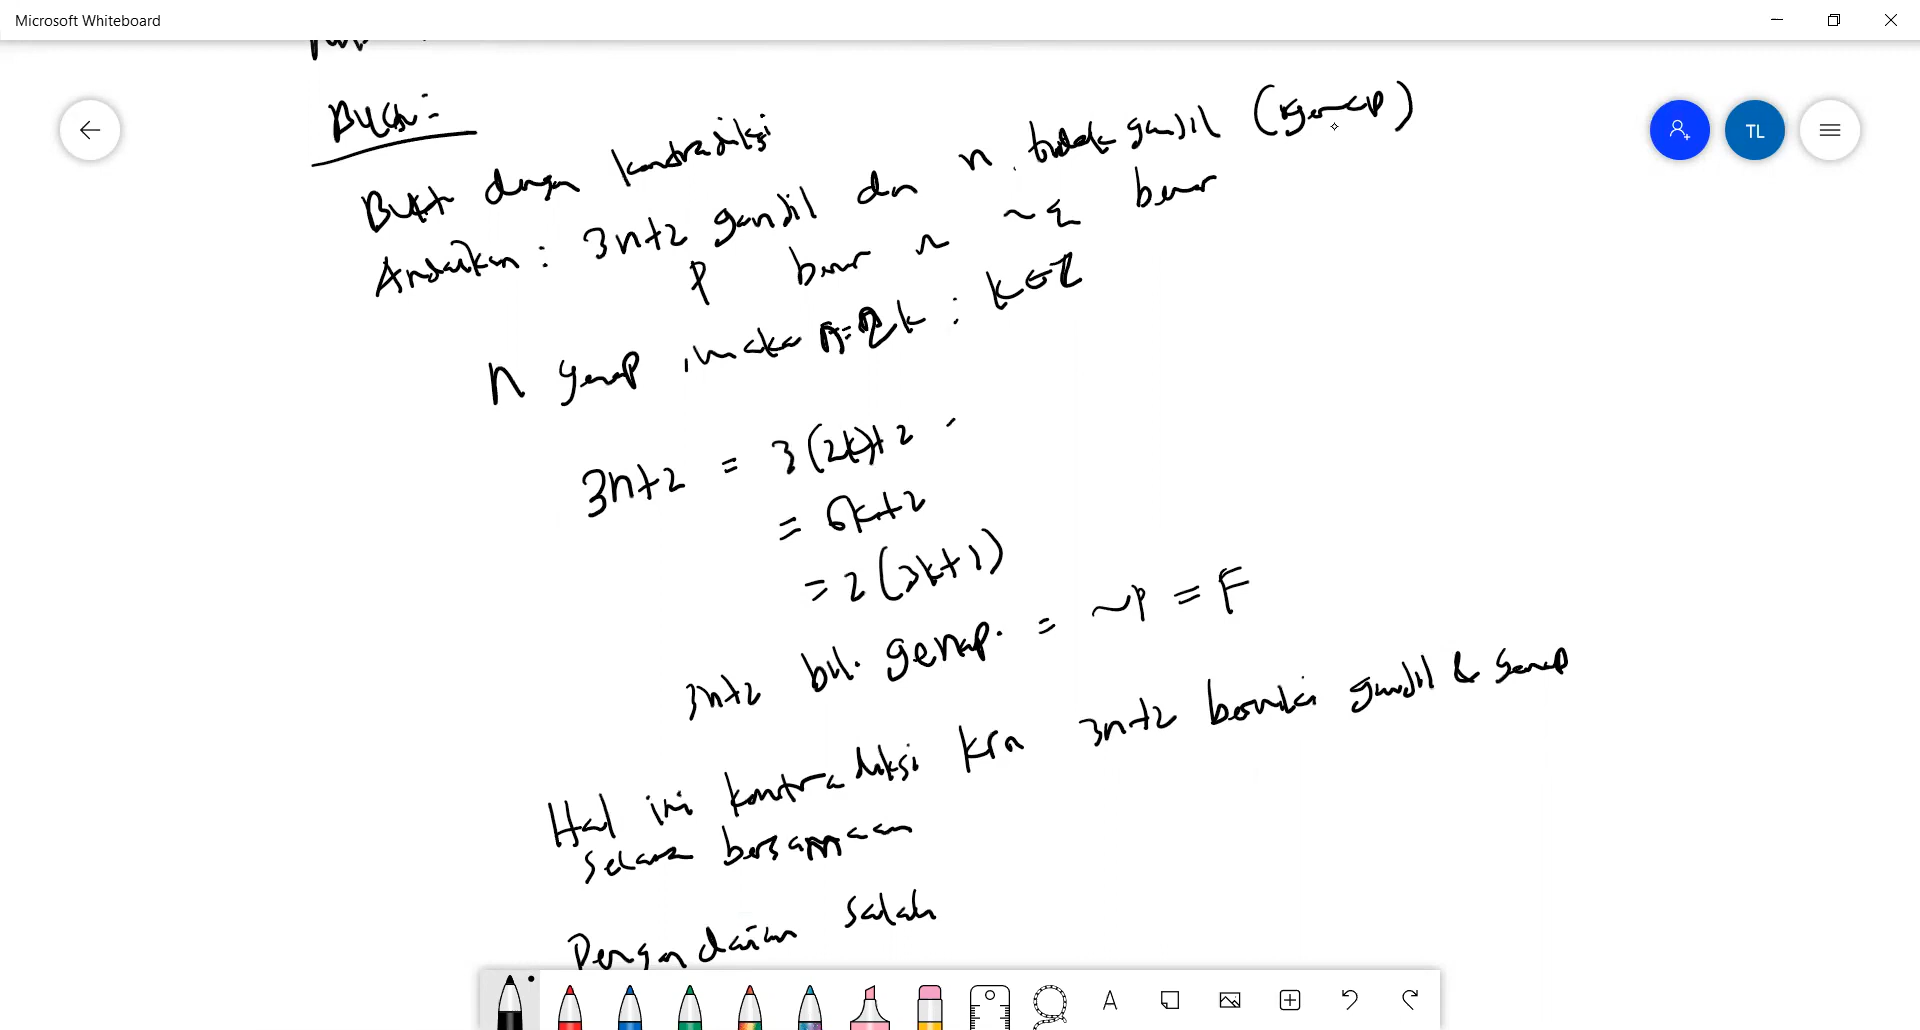 Microsoft Whiteboard
Bukti:
Bukti dengan kontradiksi
Andaikan: 3n+2 ganjil dan n tidak ganjil (genap)
p benar ~ ~q benar
n genap, maka n=2k : k∈Z
3n+2 = 3(2k)+2
= 6k+2
= 2(3k+1)
3n+2 bil. genap. = ~p = F
Hal ini kontradiksi krn 3n+2 bernilai ganjil & genap
secara bersamaan
Pengandaian salah
TL
A